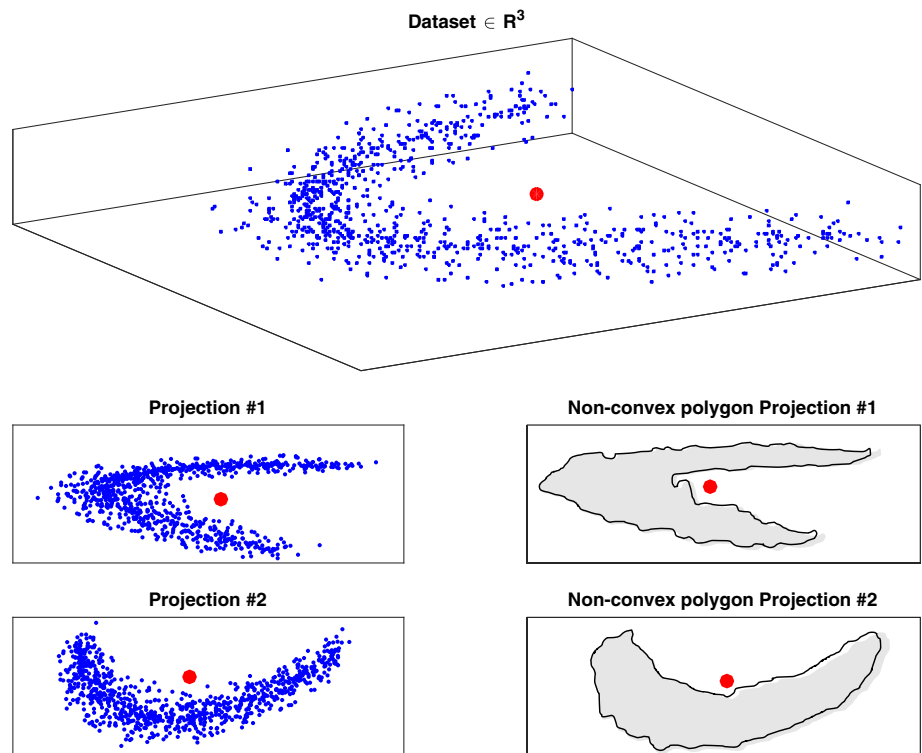 Dataset ∈ R³
Projection #1
Non-convex polygon Projection #1
Projection #2
Non-convex polygon Projection #2